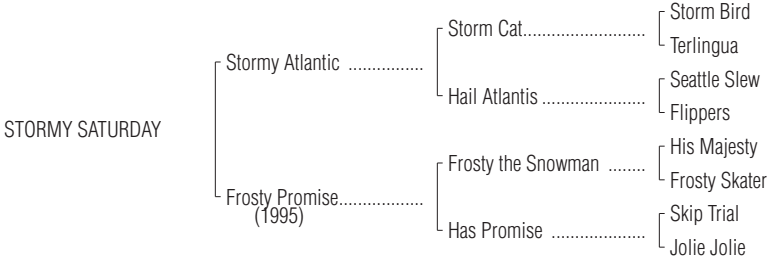 Storm Bird
Storm Cat..........................
Terlingua
Stormy Atlantic ................
Seattle Slew
Hail Atlantis ......................
Flippers
STORMY SATURDAY
His Majesty
Frosty the Snowman ........
Frosty Skater
Frosty Promise..................
(1995)
Skip Trial
Has Promise ....................
Jolie Jolie